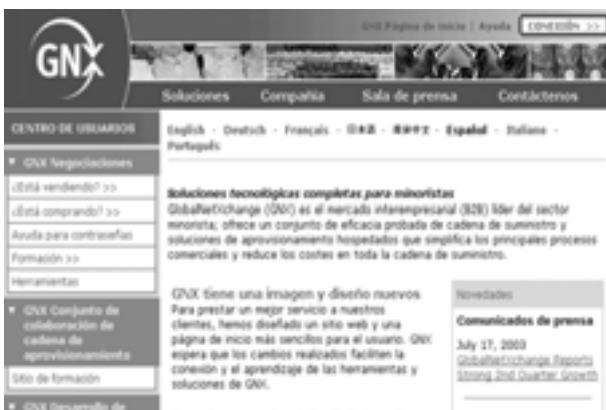 GNX Página de inicio | Ayuda
CONEXIÓN >>
GNX
Soluciones Compañía Sala de prensa Contáctenos
CENTRO DE USUARIOS
English - Deutsch - Français - 日本語 - 簡体中文 - Español - Italiano -
Português
GNX Negociaciones
¿Está vendiendo? >>
¿Está comprando? >>
Ayuda para contraseñas
Formación >>
Herramientas
GNX Conjunto de
colaboración de
cadena de
aprovisionamiento
Sitio de formación
GNX Desarrollo de
Soluciones tecnológicas completas para minoristas
GlobalNetXchange (GNX) es el mercado interempresarial (B2B) líder del sector
minorista; ofrece un conjunto de eficacia probada de cadena de suministro y
soluciones de aprovisionamiento hospedados que simplifica los principales procesos
comerciales y reduce los costes en toda la cadena de suministro.
GNX tiene una imagen y diseño nuevos
Para prestar un mejor servicio a nuestros
clientes, hemos diseñado un sitio web y una
página de inicio más sencillos para el usuario. GNX
espera que los cambios realizados faciliten la
conexión y el aprendizaje de las herramientas y
soluciones de GNX.
Novedades
Comunicados de prensa
July 17, 2003
GlobalNetXchange Reports
Strong 2nd Quarter Growth